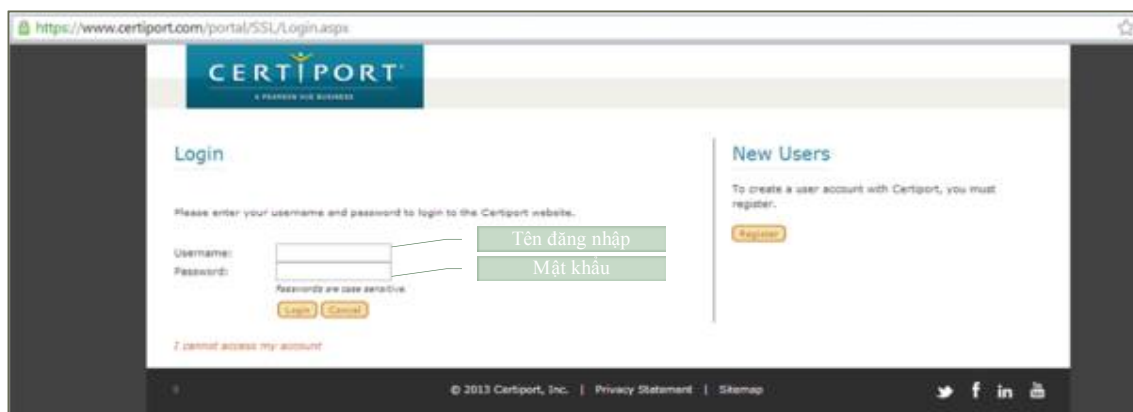 https://www.certiport.com/portal/SSL/Login.aspx
CERTIPORT
A PEARSON VUE BUSINESS
Login
Please enter your username and password to login to the Certiport website.
Username:
Tên đăng nhập
Password:
Mật khẩu
Passwords are case sensitive.
Login Cancel
I cannot access my account
New Users
To create a user account with Certiport, you must
register.
Register
© 2013 Certiport, Inc. | Privacy Statement | Sitemap